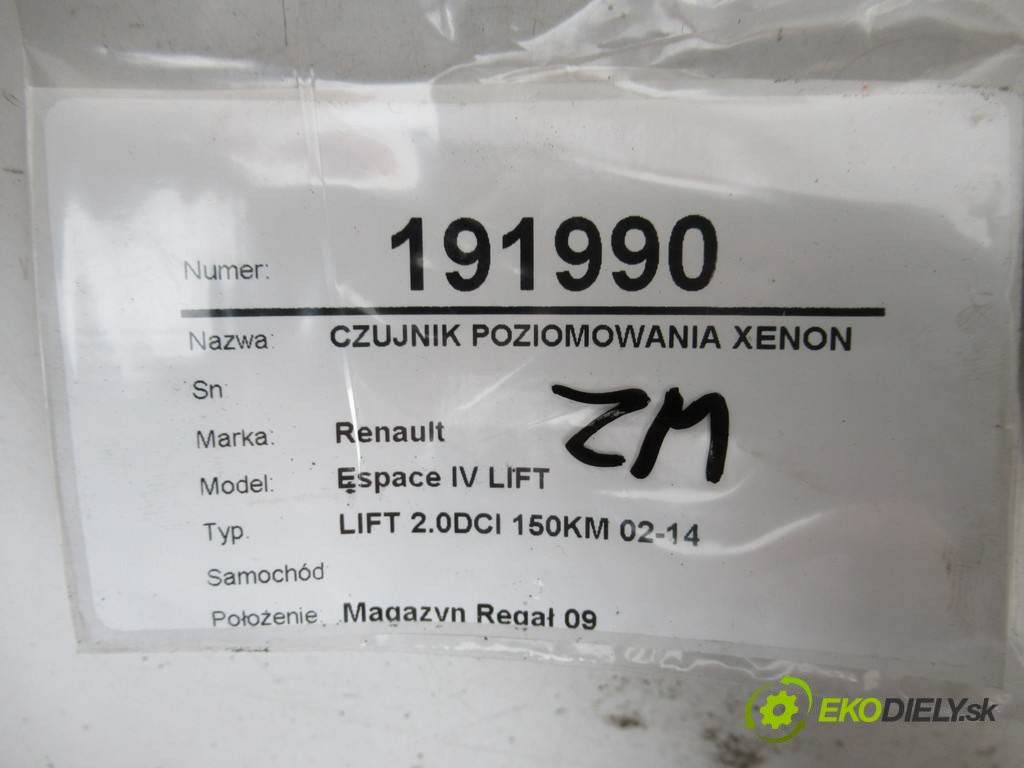 Numer: 191990
Nazwa: CZUJNIK POZIOMOWANIA XENON
Sn
ZM
Marka: Renault
Model: Espace IV LIFT
Typ. LIFT 2.0DCI 150KM 02-14
Samochód
Położenie: Magazyn Regał 09
EKODIELY.sk